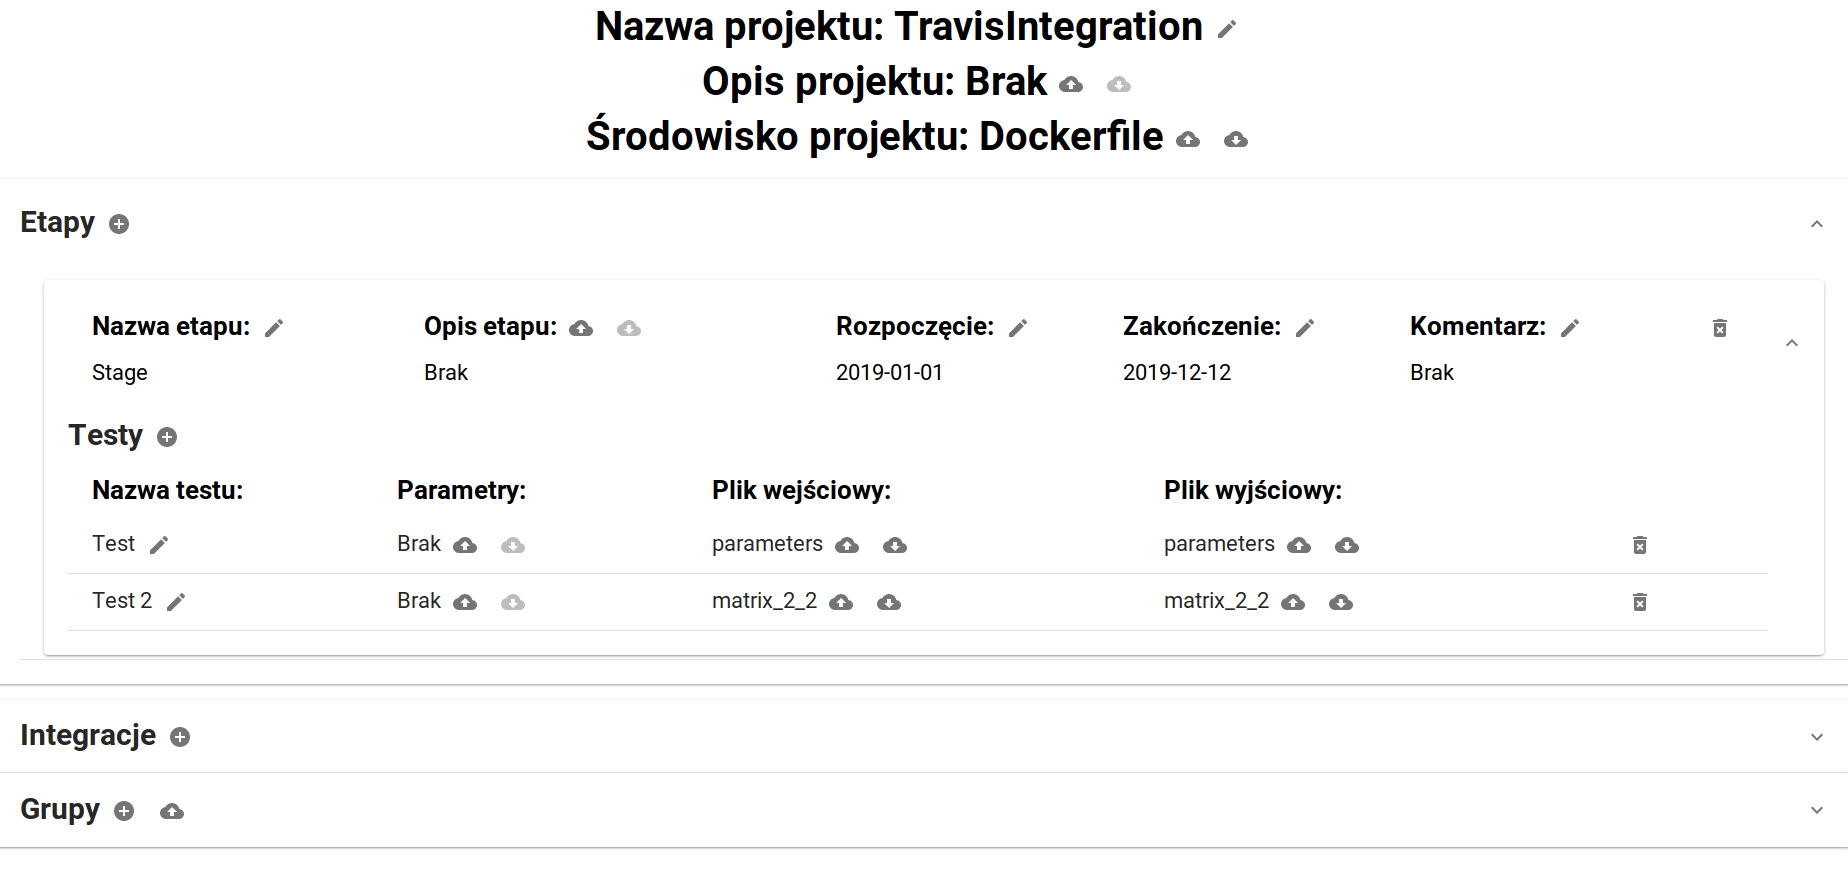 Nazwa projektu: TravisIntegration
Opis projektu: Brak
Środowisko projektu: Dockerfile
Etapy
Nazwa etapu: Opis etapu: Rozpoczęcie: Zakończenie: Komentarz:
Stage Brak 2019-01-01 2019-12-12 Brak
Testy
Nazwa testu: Parametry: Plik wejściowy: Plik wyjściowy:
Test Brak parameters parameters
Test 2 Brak matrix_2_2 matrix_2_2
Integracje
Grupy